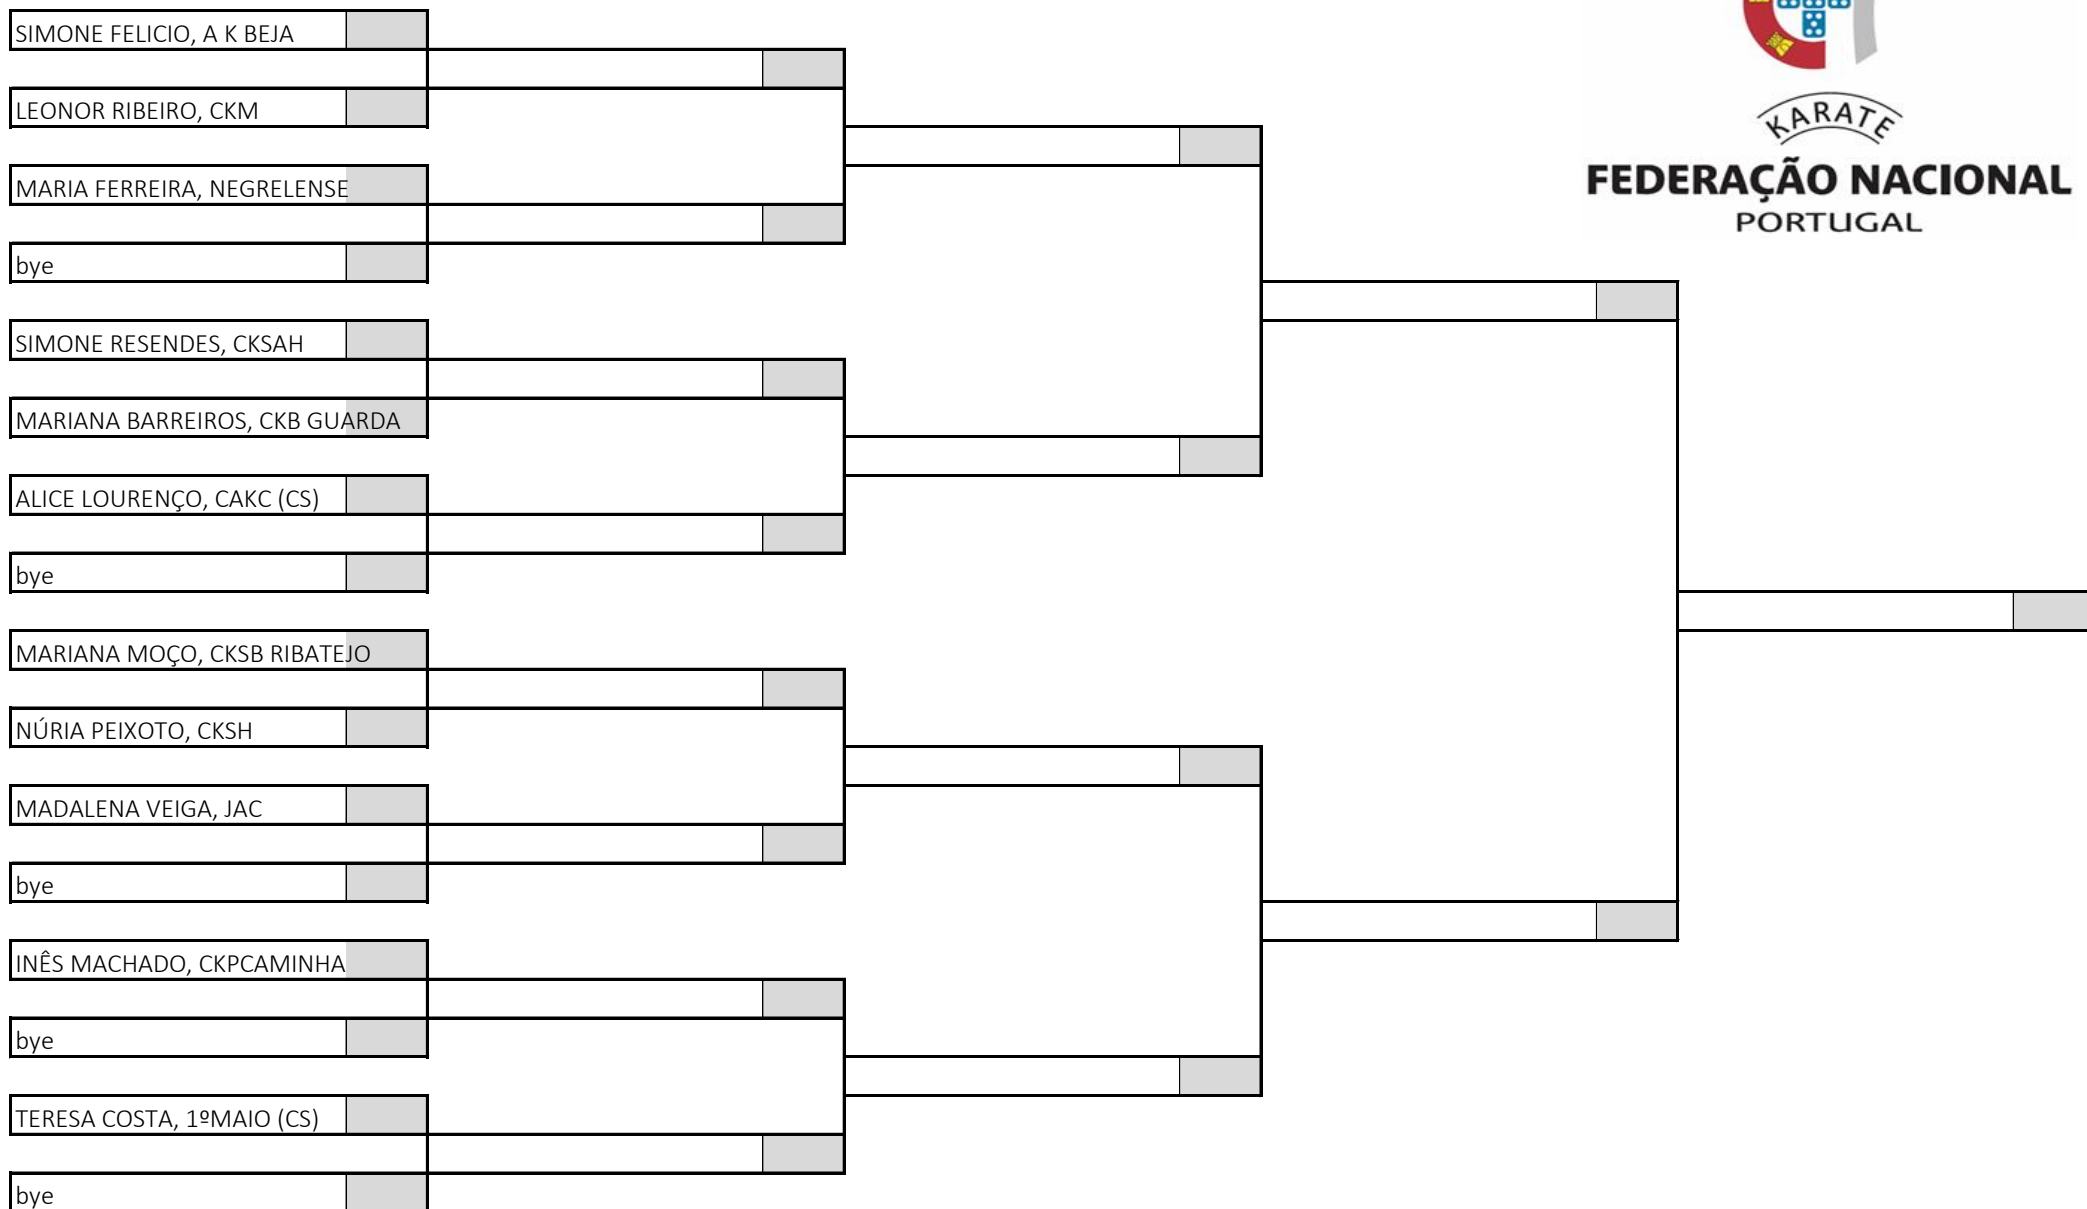 SIMONE FELICIO, A K BEJA
LEONOR RIBEIRO, CKM
MARIA FERREIRA, NEGRELENSE
bye
SIMONE RESENDES, CKSAH
MARIANA BARREIROS, CKB GUARDA
ALICE LOURENÇO, CAKC (CS)
bye
MARIANA MOÇO, CKSB RIBATEJO
NÚRIA PEIXOTO, CKSH
MADALENA VEIGA, JAC
bye
INÊS MACHADO, CKPCAMINHA
bye
TERESA COSTA, 1ºMAIO (CS)
bye
KARATE
FEDERAÇÃO NACIONAL
PORTUGAL